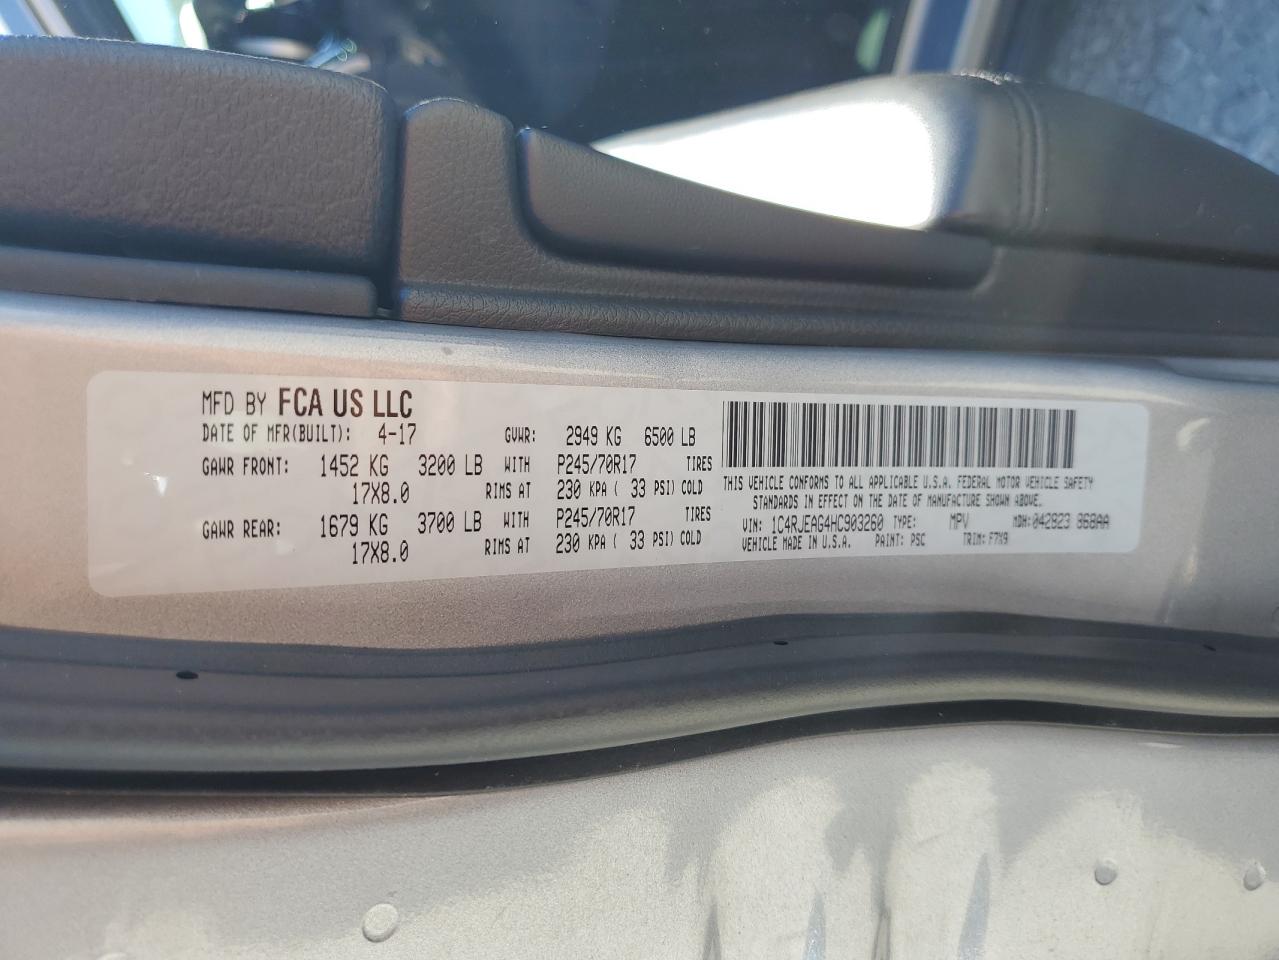 MFD BY FCA US LLC
DATE OF MFR(BUILT): 4-17 GVWR: 2949 KG 6500 LB
GAWR FRONT: 1452 KG 3200 LB WITH P245/70R17 TIRES
17X8.0 RIMS AT 230 KPA ( 33 PSI) COLD
GAWR REAR: 1679 KG 3700 LB WITH P245/70R17 TIRES
17X8.0 RIMS AT 230 KPA ( 33 PSI) COLD
THIS VEHICLE CONFORMS TO ALL APPLICABLE U.S.A. FEDERAL MOTOR VEHICLE SAFETY
STANDARDS IN EFFECT ON THE DATE OF MANUFACTURE SHOWN ABOVE.
VIN: 1C4RJEAG4HC903260 TYPE: MPV MDH: 042823 868AA
VEHICLE MADE IN U.S.A. PAINT: PSC TRIM: F7X9